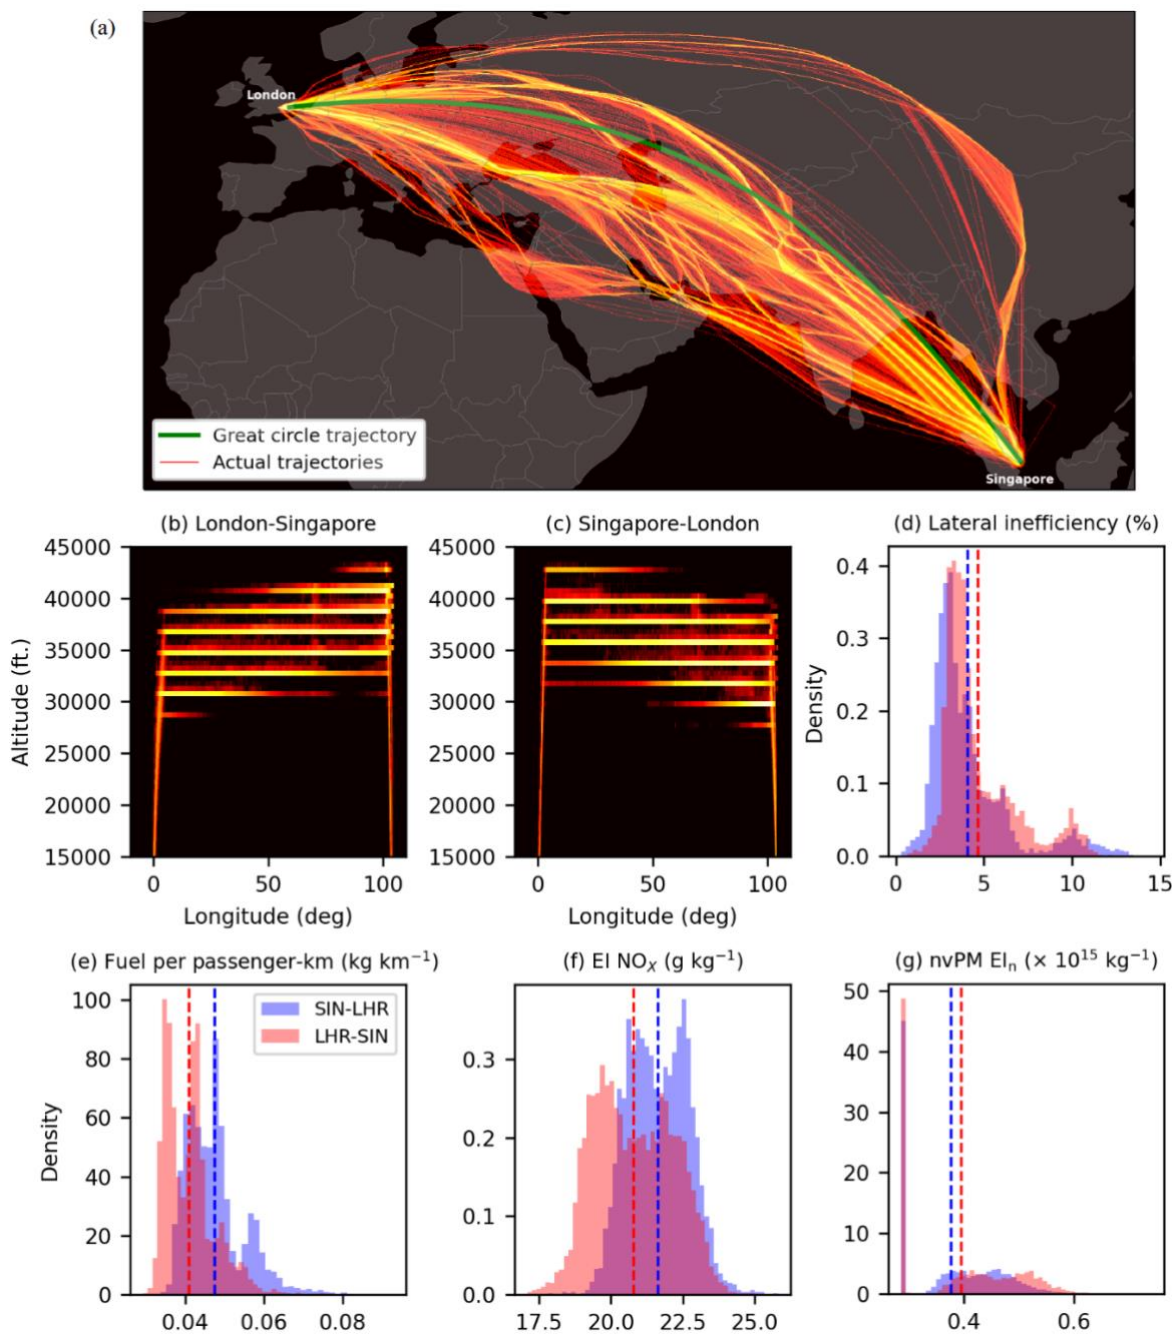 (a)
London
Singapore
Great circle trajectory
Actual trajectories
(b) London-Singapore
(c) Singapore-London
(d) Lateral inefficiency (%)
45000
40000
35000
30000
25000
20000
15000
Altitude (ft.)
0 50 100
Longitude (deg)
45000
40000
35000
30000
25000
20000
15000
0 50 100
Longitude (deg)
0.4
0.3
0.2
0.1
0.0
Density
0 5 10 15
(e) Fuel per passenger-km (kg km⁻¹)
(f) EI NOₓ (g kg⁻¹)
(g) nvPM EIₙ (× 10¹⁵ kg⁻¹)
100
80
60
40
20
0
Density
SIN-LHR
LHR-SIN
0.04 0.06 0.08
0.3
0.2
0.1
0.0
17.5 20.0 22.5 25.0
50
40
30
20
10
0
0.4 0.6